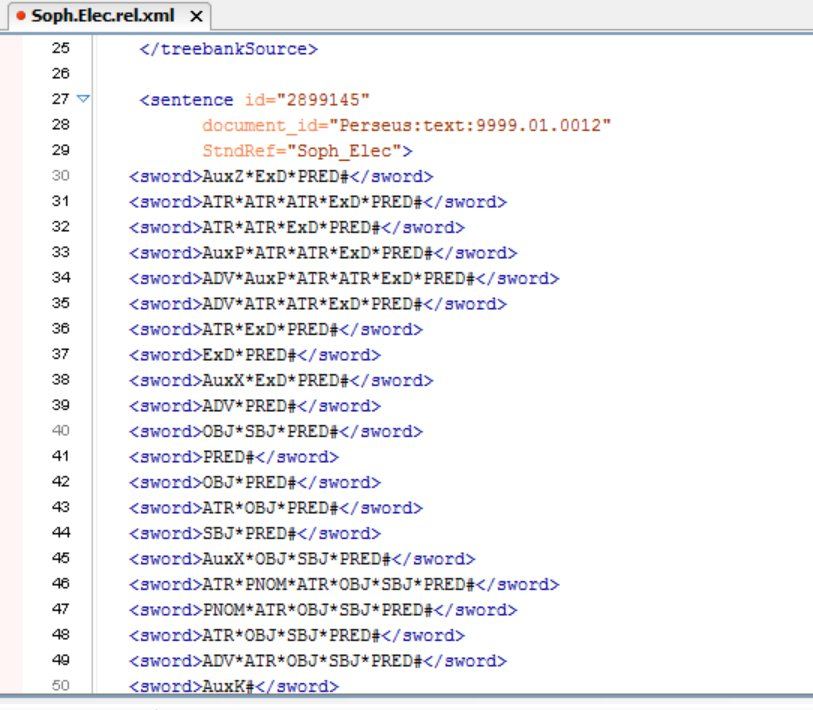 Soph.Elec.rel.xml ×
25 </treebankSource>
26
27 <sentence id="2899145"
28 document_id="Perseus:text:9999.01.0012"
29 StndRef="Soph_Elec">
30 <sword>AuxZ*ExD*PRED#</sword>
31 <sword>ATR*ATR*ATR*ExD*PRED#</sword>
32 <sword>ATR*ATR*ExD*PRED#</sword>
33 <sword>AuxP*ATR*ATR*ExD*PRED#</sword>
34 <sword>ADV*AuxP*ATR*ATR*ExD*PRED#</sword>
35 <sword>ADV*ATR*ATR*ExD*PRED#</sword>
36 <sword>ATR*ExD*PRED#</sword>
37 <sword>ExD*PRED#</sword>
38 <sword>AuxX*ExD*PRED#</sword>
39 <sword>ADV*PRED#</sword>
40 <sword>OBJ*SBJ*PRED#</sword>
41 <sword>PRED#</sword>
42 <sword>OBJ*PRED#</sword>
43 <sword>ATR*OBJ*PRED#</sword>
44 <sword>SBJ*PRED#</sword>
45 <sword>AuxX*OBJ*SBJ*PRED#</sword>
46 <sword>ATR*PNOM*ATR*OBJ*SBJ*PRED#</sword>
47 <sword>PNOM*ATR*OBJ*SBJ*PRED#</sword>
48 <sword>ATR*OBJ*SBJ*PRED#</sword>
49 <sword>ADV*ATR*OBJ*SBJ*PRED#</sword>
50 <sword>AuxK#</sword>